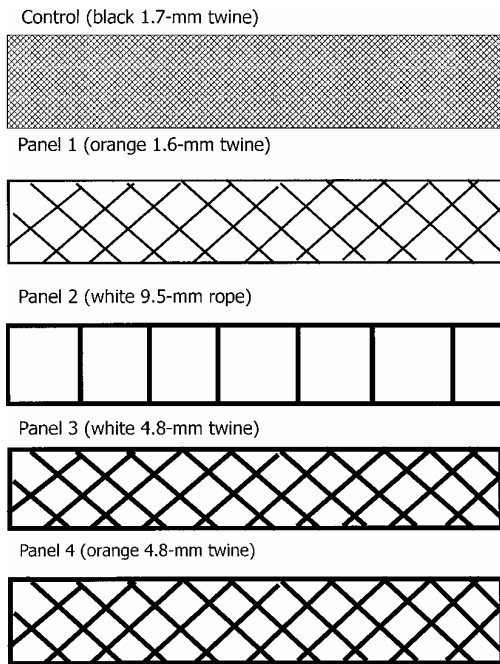 Control (black 1.7-mm twine)
Panel 1 (orange 1.6-mm twine)
Panel 2 (white 9.5-mm rope)
Panel 3 (white 4.8-mm twine)
Panel 4 (orange 4.8-mm twine)